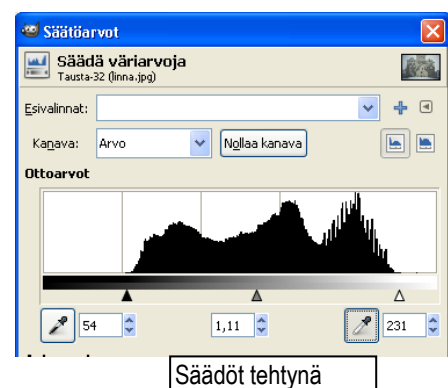 Säätöarvot
Säädä väriarvoja
Tausta-32 (linna.jpg)
Esivalinnat:
Kanava: Arvo Nollaa kanava
Ottoarvot
54 1,11 231
Säädöt tehtynä